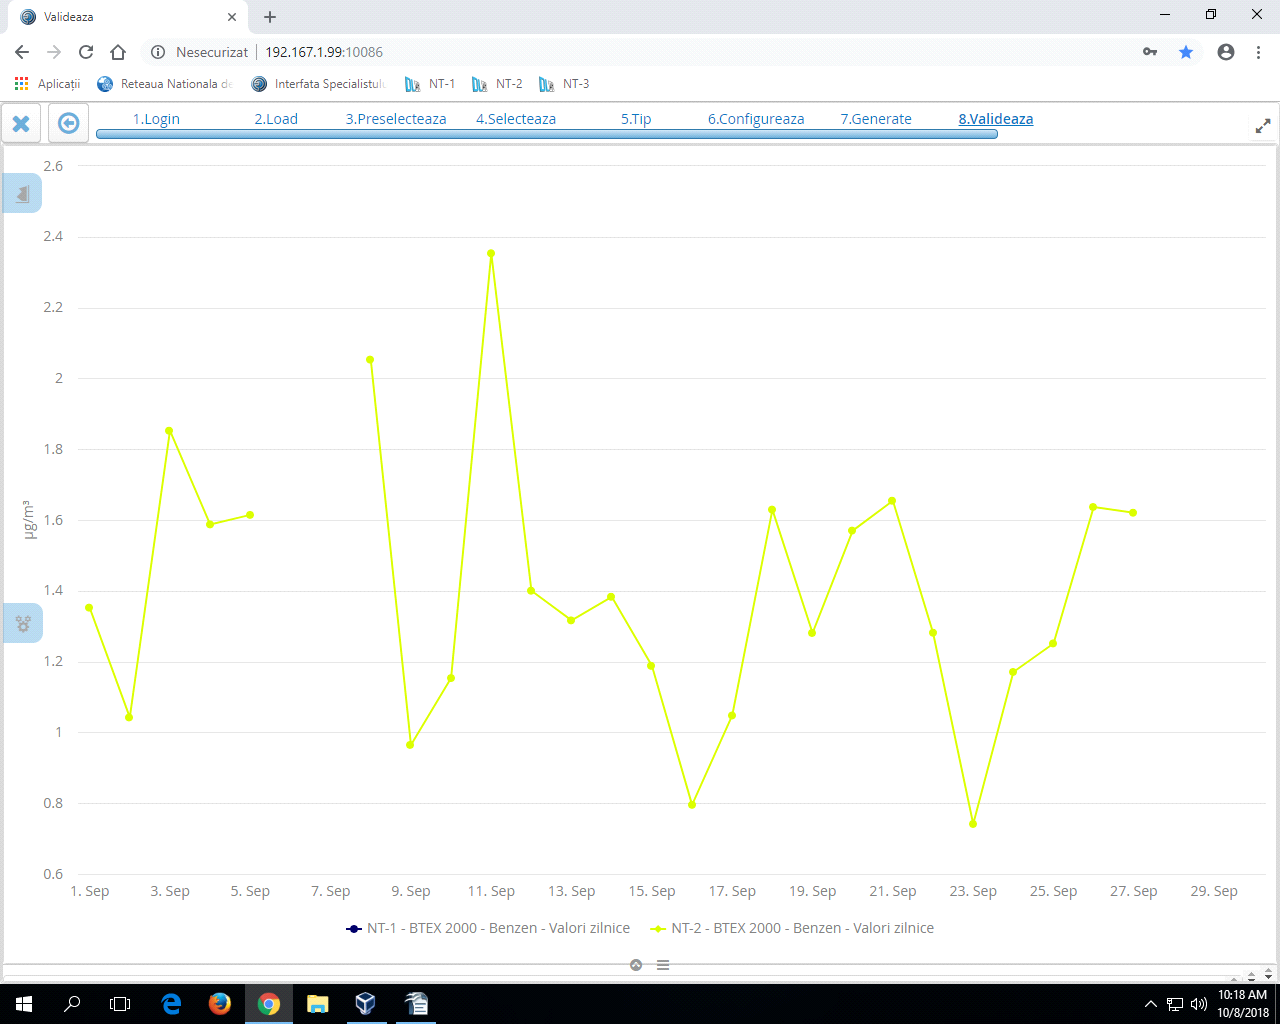 Valideaza
Nesecurizat 192.167.1.99:10086
Aplicații Reteaua Nationala de Interfata Specialistulu NT-1 NT-2 NT-3
1.Login 2.Load 3.Preselecteaza 4.Selecteaza 5.Tip 6.Configureaza 7.Generate 8.Valideaza
2.6
2.4
2.2
2
1.8
1.6
1.4
1.2
1
0.8
0.6
µg/m³
1. Sep 3. Sep 5. Sep 7. Sep 9. Sep 11. Sep 13. Sep 15. Sep 17. Sep 19. Sep 21. Sep 23. Sep 25. Sep 27. Sep 29. Sep
NT-1 - BTEX 2000 - Benzen - Valori zilnice NT-2 - BTEX 2000 - Benzen - Valori zilnice
10:18 AM
10/8/2018